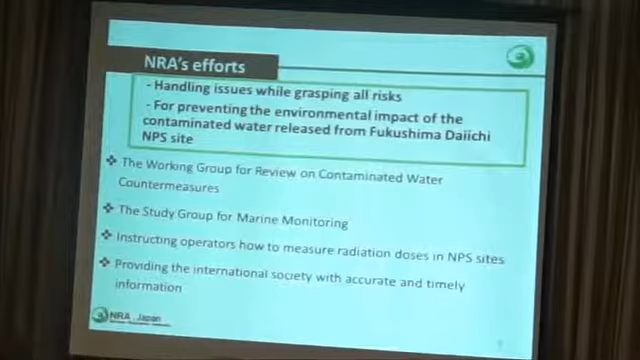 NRA's efforts
- Handling issues while grasping all risks
- For preventing the environmental impact of the
contaminated water released from Fukushima Daiichi
NPS site
❖ The Working Group for Review on Contaminated Water
Countermeasures
❖ The Study Group for Marine Monitoring
❖ Instructing operators how to measure radiation doses in NPS sites
❖ Providing the international society with accurate and timely
information
NRA, Japan